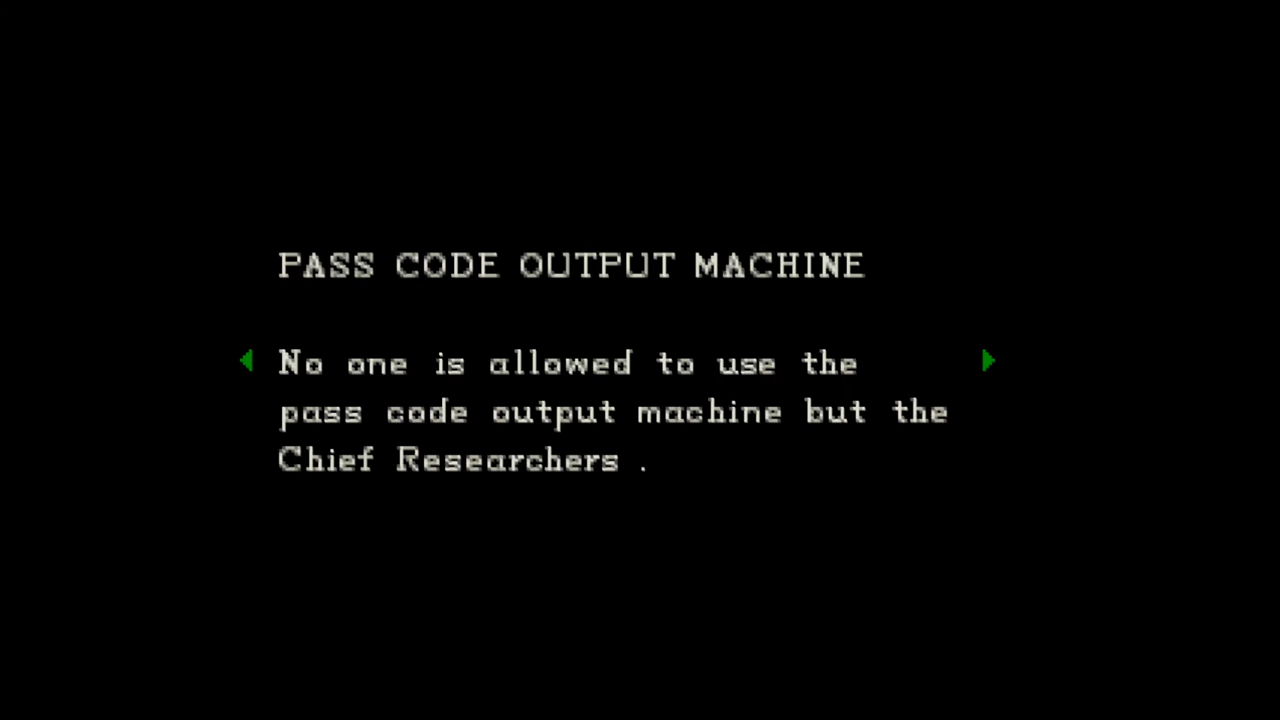 PASS CODE OUTPUT MACHINE
No one is allowed to use the
pass code output machine but the
Chief Researchers .